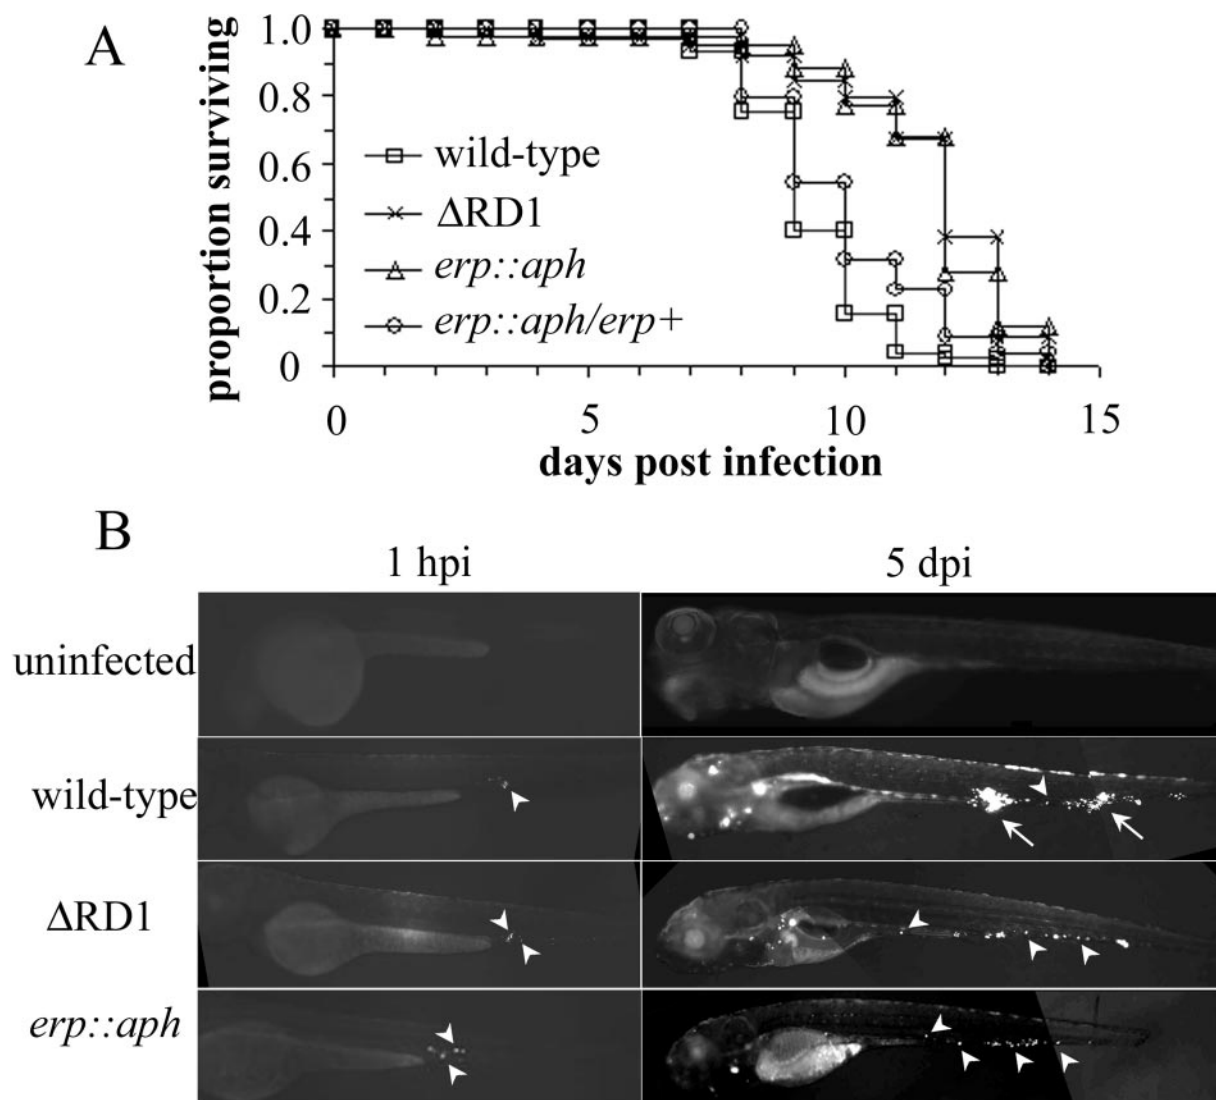 A
proportion surviving
1.0
0.8
0.6
0.4
0.2
0
wild-type
ΔRD1
erp::aph
erp::aph/erp+
0 5 10 15
days post infection
B
1 hpi 5 dpi
uninfected
wild-type
ΔRD1
erp::aph